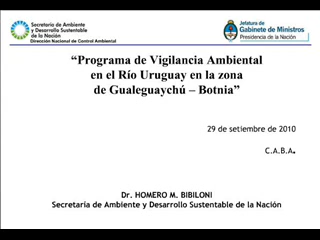 Secretaría de Ambiente
y Desarrollo Sustentable
de la Nación
Dirección Nacional de Control Ambiental
Jefatura de
Gabinete de Ministros
Presidencia de la Nación
“Programa de Vigilancia Ambiental
en el Río Uruguay en la zona
de Gualeguaychú – Botnia”
29 de setiembre de 2010
C.A.B.A.
Dr. HOMERO M. BIBILONI
Secretaría de Ambiente y Desarrollo Sustentable de la Nación